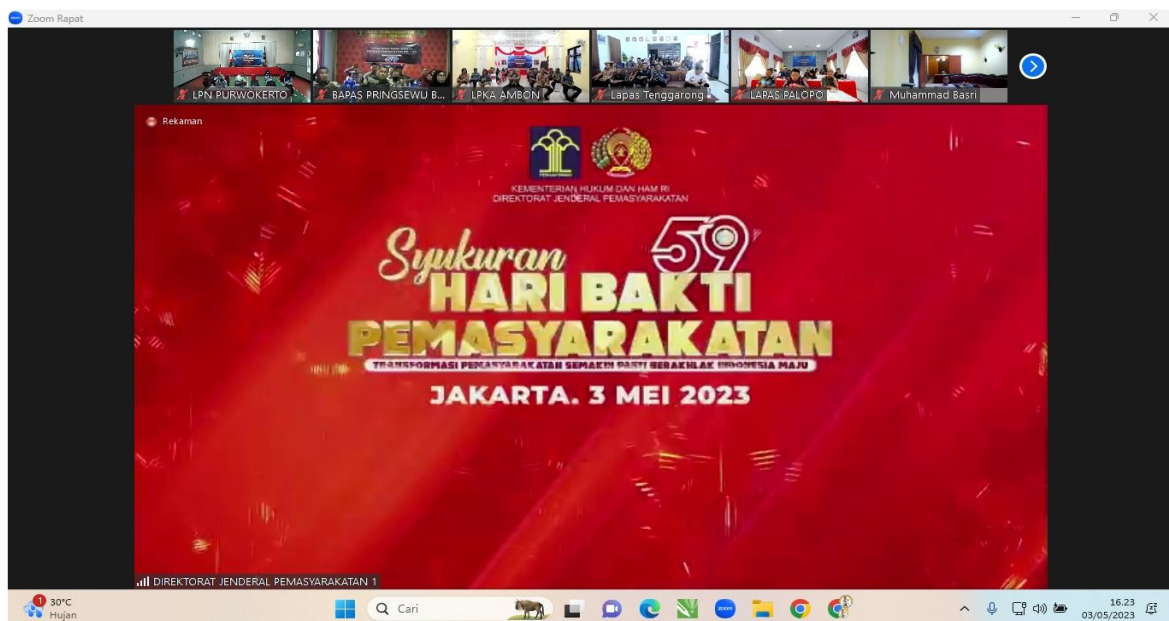 Zoom Rapat
LPN PURWOKERTO
BAPAS PRINGSEWU B...
LPKA AMBON
Lapas Tenggarong
LAPAS PALOPO
Muhammad Basri
Rekaman
KEMENTERIAN HUKUM DAN HAM RI
DIREKTORAT JENDERAL PEMASYARAKATAN
Syukuran 59
HARI BAKTI
PEMASYARAKATAN
TRANSFORMASI PEMASYARAKATAN SEMAKIN PASTI BERAKHLAK INDONESIA MAJU
JAKARTA. 3 MEI 2023
DIREKTORAT JENDERAL PEMASYARAKATAN 1
1
30°C
Hujan
Cari
zoom
16.23
03/05/2023